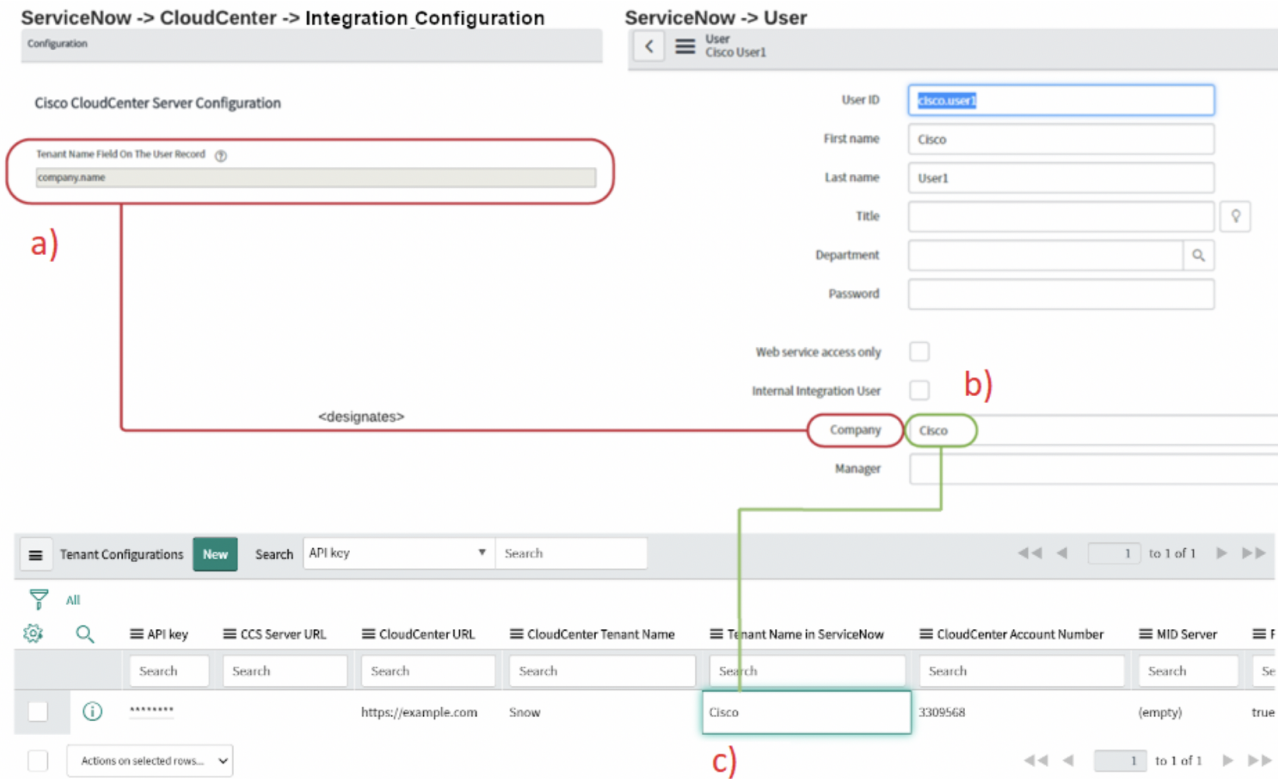 ServiceNow -> CloudCenter -> Integration_Configuration
Configuration
Cisco CloudCenter Server Configuration
Tenant Name Field On The User Record
company.name
a)
ServiceNow -> User
User
Cisco User1
User ID cisco.user1
First name Cisco
Last name User1
Title
Department
Password
Web service access only
Internal Integration User
b)
<designates>
Company Cisco
Manager
Tenant Configurations New Search API key Search 1 to 1 of 1
All
API key CCS Server URL CloudCenter URL CloudCenter Tenant Name Tenant Name in ServiceNow CloudCenter Account Number MID Server F
Search Search Search Search Search Search Search Se
******** https://example.com Snow Cisco 3309568 (empty) true
Actions on selected rows... 1 to 1 of 1
c)